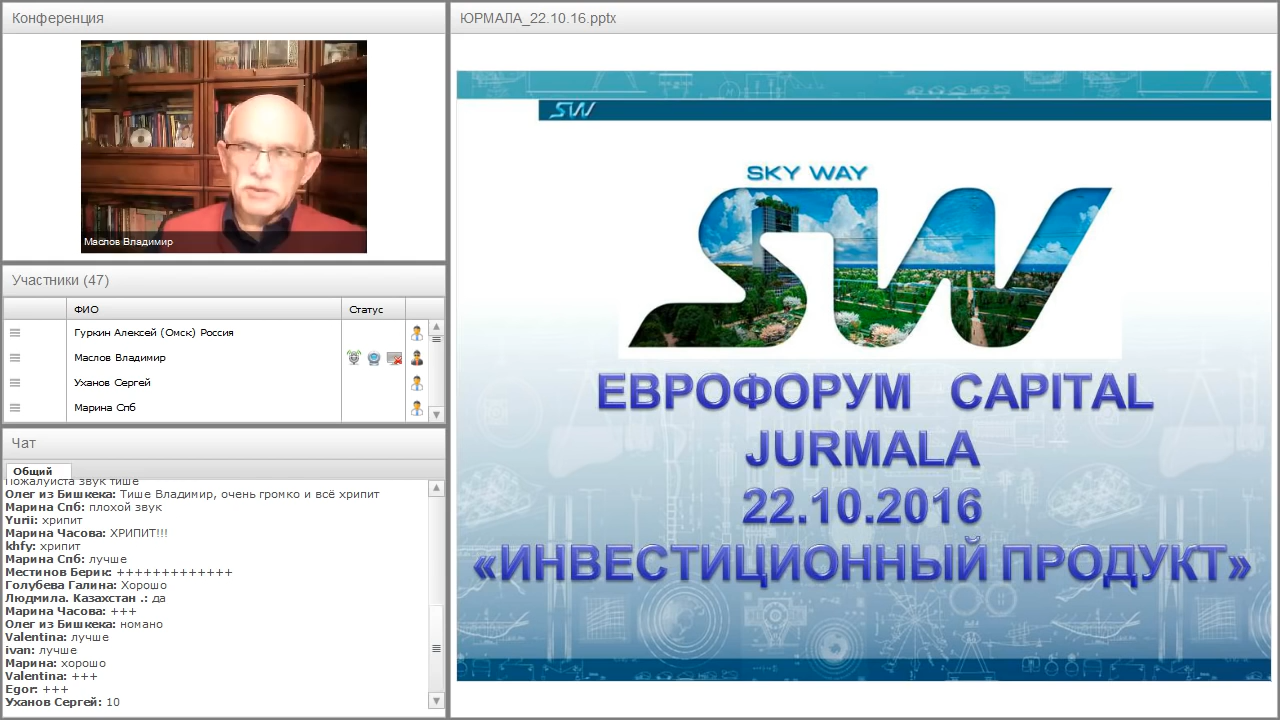 Конференция
Маслов Владимир
Участники (47)
ФИО
Статус
Гуркин Алексей (Омск) Россия
Маслов Владимир
Уханов Сергей
Марина Спб
Чат
Общий
Пожалуйста звук тише
Олег из Бишкека: Тише Владимир, очень громко и всё хрипит
Марина Спб: плохой звук
Yurii: хрипит
Марина Часова: ХРИПИТ!!!
khfy: хрипит
Марина Спб: лучше
Местинов Берик: +++++++++++++
Голубева Галина: Хорошо
Людмила. Казахстан .: да
Марина Часова: +++
Олег из Бишкека: номано
Valentina: лучше
ivan: лучше
Марина: хорошо
Valentina: +++
Egor: +++
Уханов Сергей: 10
ЮРМАЛА_22.10.16.pptx
SW
SKY WAY
SW
ЕВРОФОРУМ CAPITAL
JURMALA
22.10.2016
«ИНВЕСТИЦИОННЫЙ ПРОДУКТ»